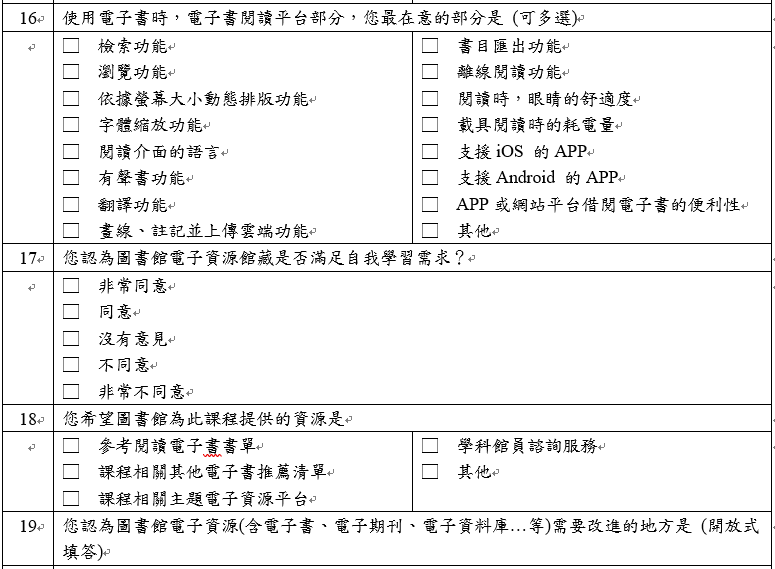 16 使用電子書時，電子書閱讀平台部分，您最在意的部分是 (可多選)
檢索功能
瀏覽功能
依據螢幕大小動態排版功能
字體縮放功能
閱讀介面的語言
有聲書功能
翻譯功能
畫線、註記並上傳雲端功能
書目匯出功能
離線閱讀功能
閱讀時，眼睛的舒適度
載具閱讀時的耗電量
支援 iOS 的 APP
支援 Android 的 APP
APP 或網站平台借閱電子書的便利性
其他
17 您認為圖書館電子資源館藏是否滿足自我學習需求？
非常同意
同意
沒有意見
不同意
非常不同意
18 您希望圖書館為此課程提供的資源是
參考閱讀電子書書單
課程相關其他電子書推薦清單
課程相關主題電子資源平台
學科館員諮詢服務
其他
19 您認為圖書館電子資源(含電子書、電子期刊、電子資料庫…等)需要改進的地方是 (開放式
填答)